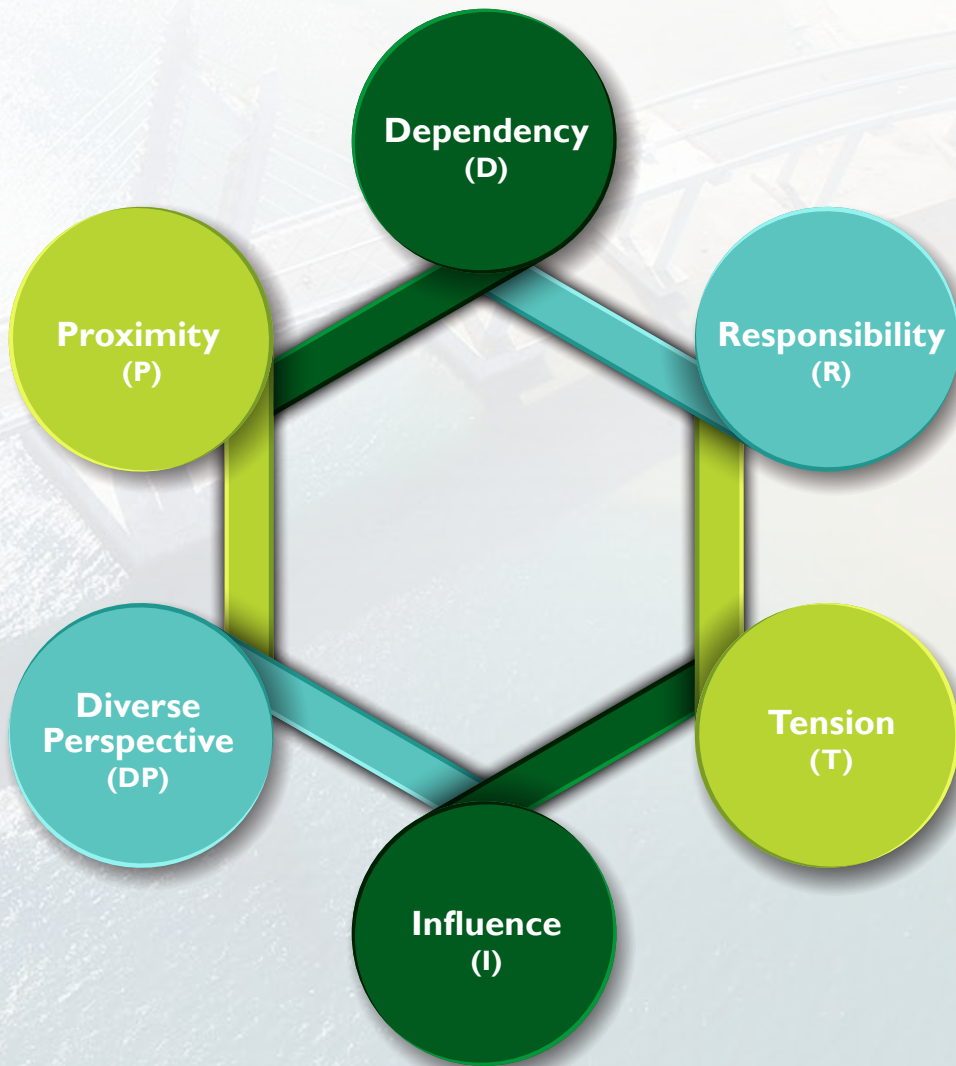 Dependency
(D)
Responsibility
(R)
Tension
(T)
Influence
(I)
Diverse
Perspective
(DP)
Proximity
(P)